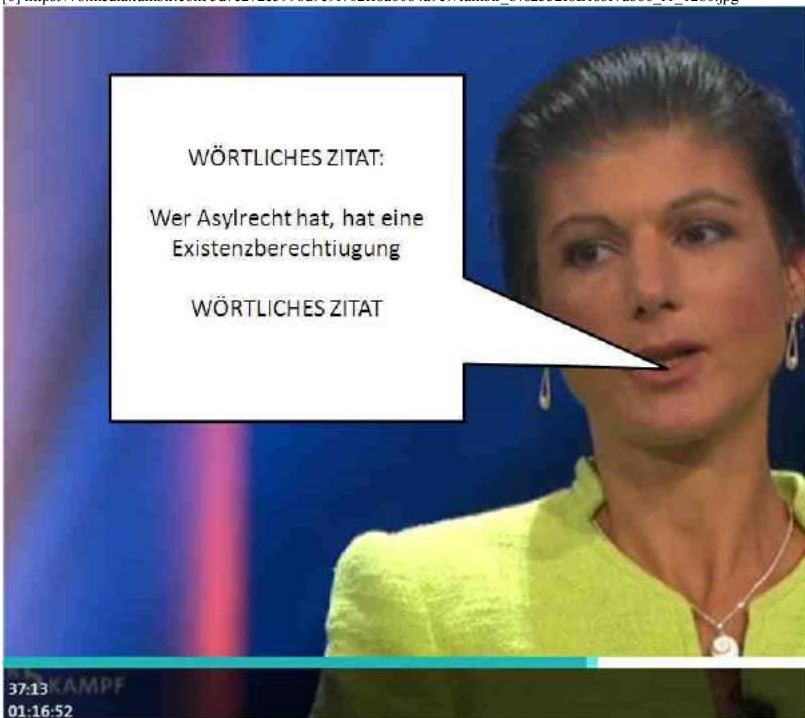 WÖRTLICHES ZITAT:
Wer Asylrecht hat, hat eine
Existenzberechtiugung
WÖRTLICHES ZITAT
KAMPF
37:13
01:16:52